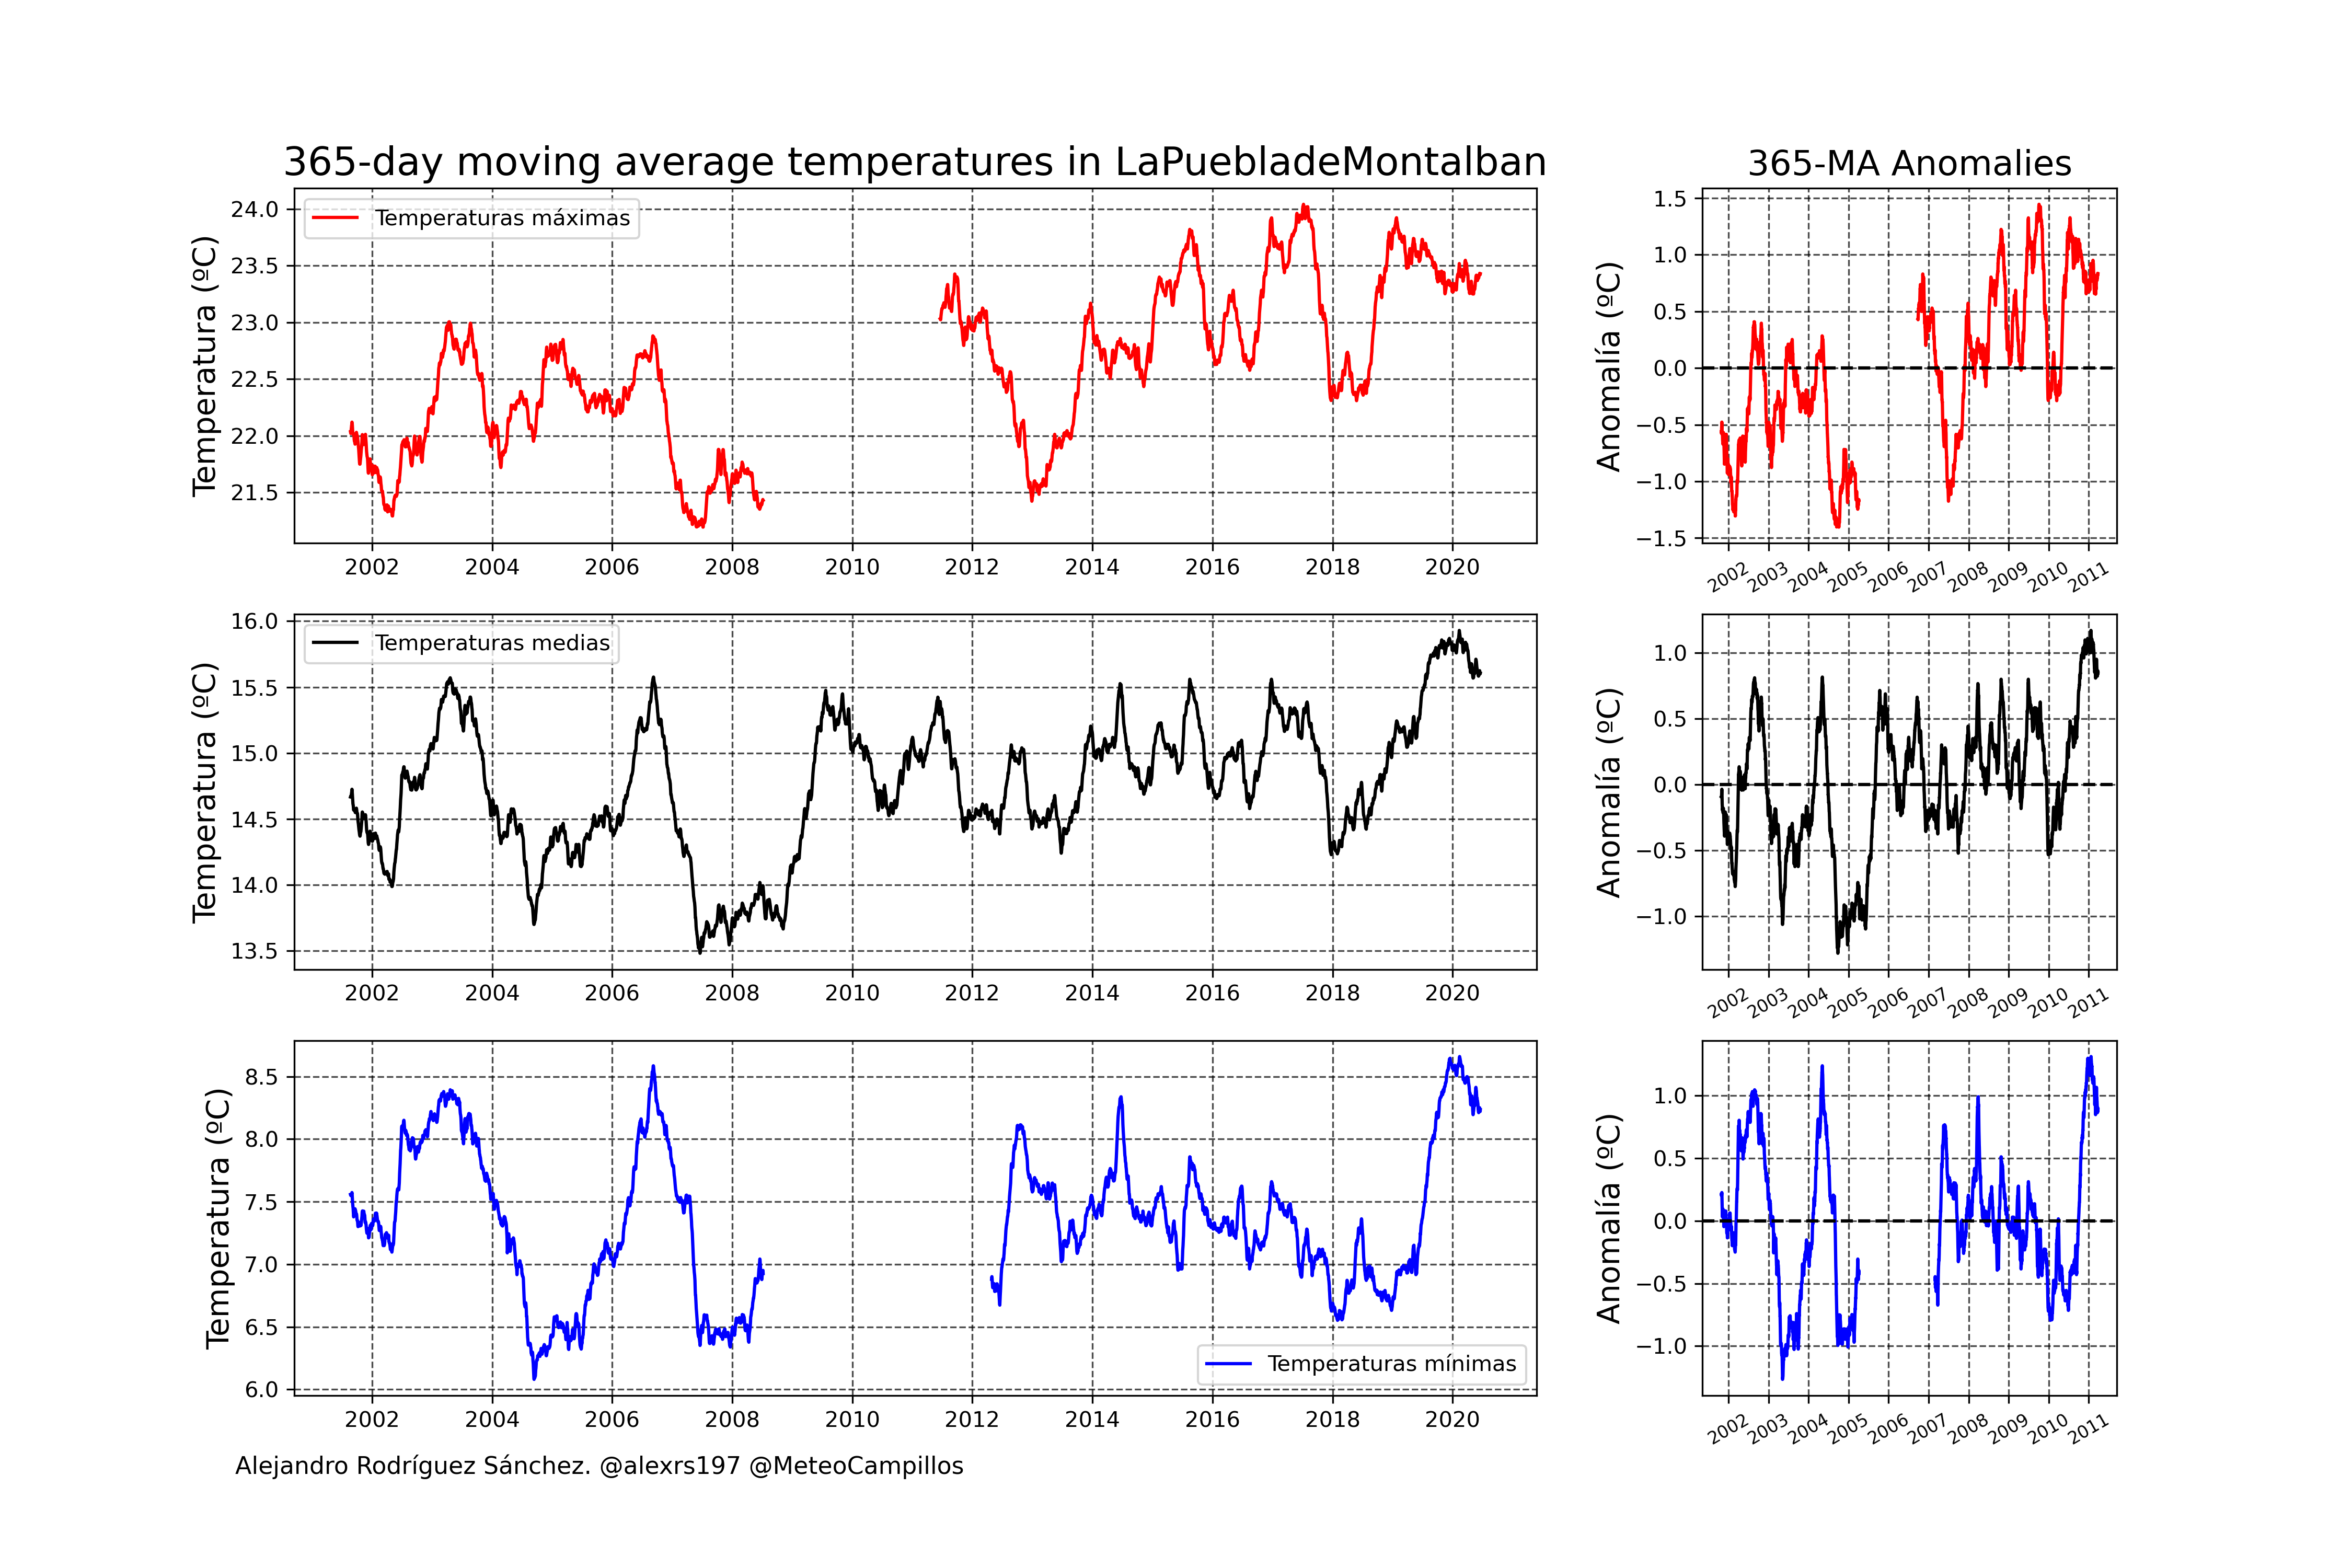 365-day moving average temperatures in LaPuebladeMontalban
365-MA Anomalies
Temperatura (ºC)
24.0
23.5
23.0
22.5
22.0
21.5
Temperaturas máximas
2002 2004 2006 2008 2010 2012 2014 2016 2018 2020
Anomalía (ºC)
1.5
1.0
0.5
0.0
−0.5
−1.0
−1.5
2002 2003 2004 2005 2006 2007 2008 2009 2010 2011
Temperatura (ºC)
16.0
15.5
15.0
14.5
14.0
13.5
Temperaturas medias
2002 2004 2006 2008 2010 2012 2014 2016 2018 2020
Anomalía (ºC)
1.0
0.5
0.0
−0.5
−1.0
2002 2003 2004 2005 2006 2007 2008 2009 2010 2011
Temperatura (ºC)
8.5
8.0
7.5
7.0
6.5
6.0
Temperaturas mínimas
2002 2004 2006 2008 2010 2012 2014 2016 2018 2020
Anomalía (ºC)
1.0
0.5
0.0
−0.5
−1.0
2002 2003 2004 2005 2006 2007 2008 2009 2010 2011
Alejandro Rodríguez Sánchez. @alexrs197 @MeteoCampillos